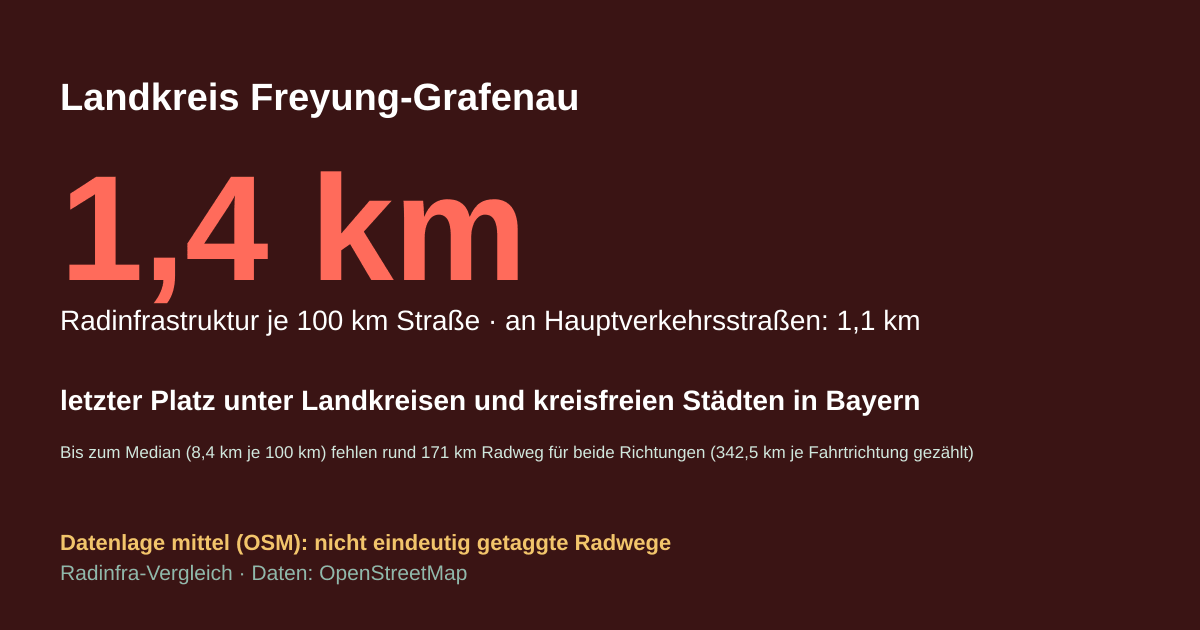 Landkreis Freyung-Grafenau
1,4 km
Radinfrastruktur je 100 km Straße · an Hauptverkehrsstraßen: 1,1 km
letzter Platz unter Landkreisen und kreisfreien Städten in Bayern
Bis zum Median (8,4 km je 100 km) fehlen rund 171 km Radweg für beide Richtungen (342,5 km je Fahrtrichtung gezählt)
Datenlage mittel (OSM): nicht eindeutig getaggte Radwege
Radinfra-Vergleich · Daten: OpenStreetMap